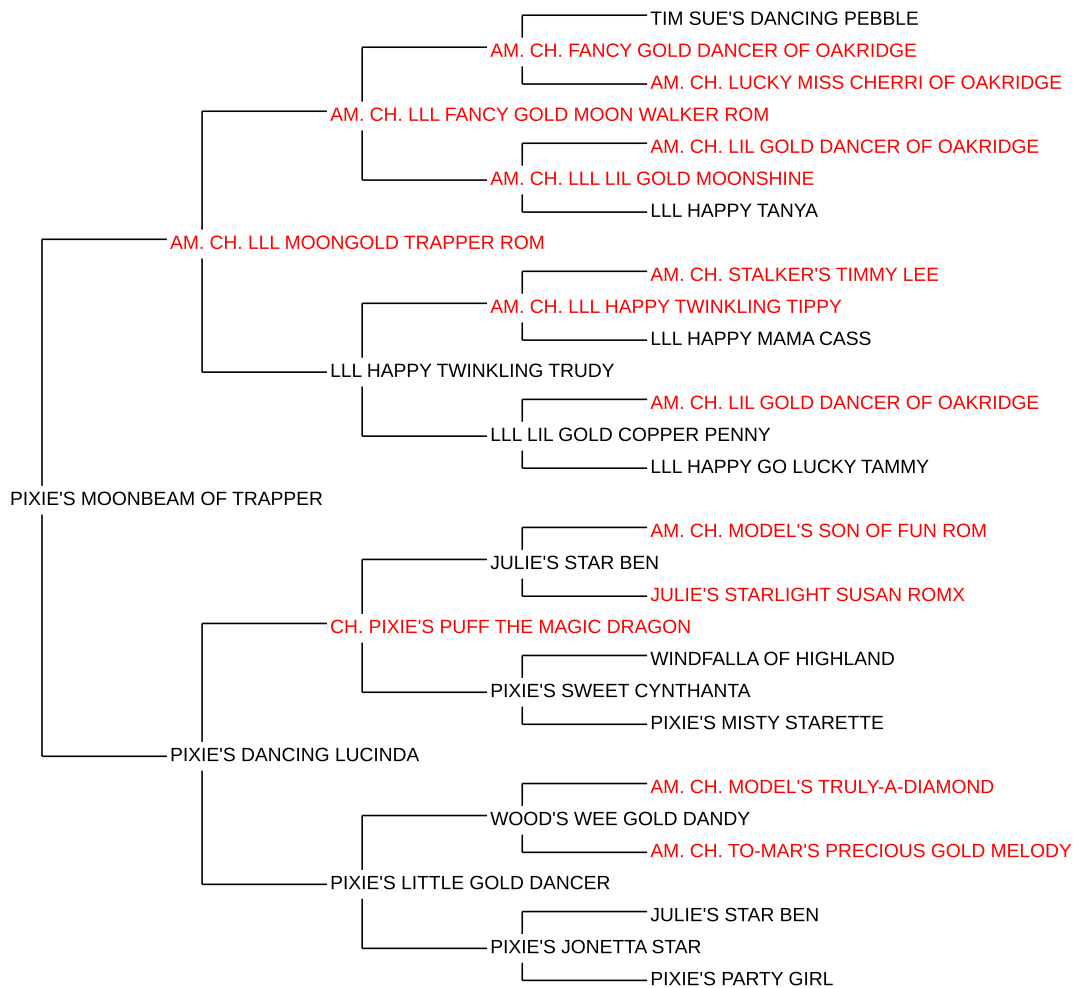 TIM SUE'S DANCING PEBBLE
AM. CH. FANCY GOLD DANCER OF OAKRIDGE
AM. CH. LUCKY MISS CHERRI OF OAKRIDGE
AM. CH. LLL FANCY GOLD MOON WALKER ROM
AM. CH. LIL GOLD DANCER OF OAKRIDGE
AM. CH. LLL LIL GOLD MOONSHINE
LLL HAPPY TANYA
AM. CH. LLL MOONGOLD TRAPPER ROM
AM. CH. STALKER'S TIMMY LEE
AM. CH. LLL HAPPY TWINKLING TIPPY
LLL HAPPY MAMA CASS
LLL HAPPY TWINKLING TRUDY
AM. CH. LIL GOLD DANCER OF OAKRIDGE
LLL LIL GOLD COPPER PENNY
LLL HAPPY GO LUCKY TAMMY
PIXIE'S MOONBEAM OF TRAPPER
AM. CH. MODEL'S SON OF FUN ROM
JULIE'S STAR BEN
JULIE'S STARLIGHT SUSAN ROMX
CH. PIXIE'S PUFF THE MAGIC DRAGON
WINDFALLA OF HIGHLAND
PIXIE'S SWEET CYNTHANTA
PIXIE'S MISTY STARETTE
PIXIE'S DANCING LUCINDA
AM. CH. MODEL'S TRULY-A-DIAMOND
WOOD'S WEE GOLD DANDY
AM. CH. TO-MAR'S PRECIOUS GOLD MELODY
PIXIE'S LITTLE GOLD DANCER
JULIE'S STAR BEN
PIXIE'S JONETTA STAR
PIXIE'S PARTY GIRL